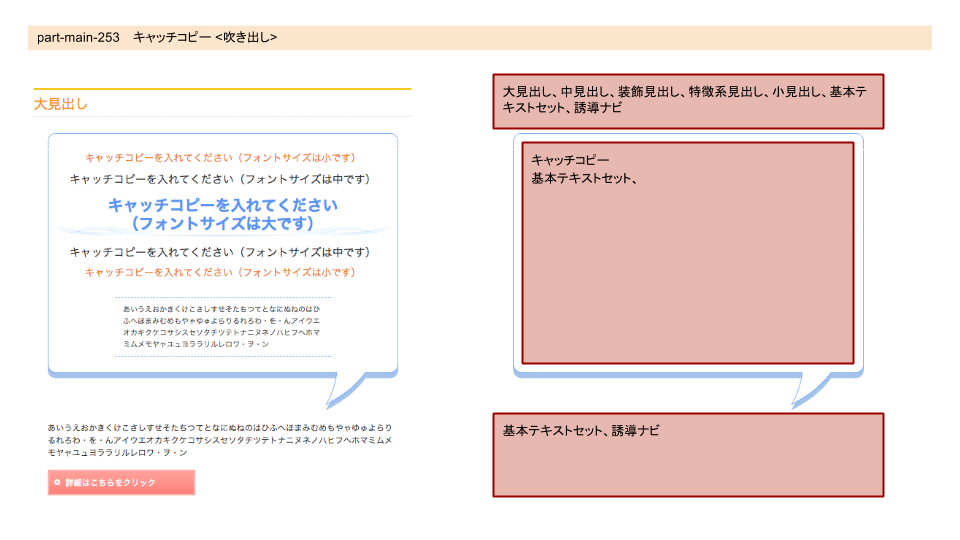 part-main-253　キャッチコピー <吹き出し>
大見出し
キャッチコピーを入れてください（フォントサイズは小です）
キャッチコピーを入れてください（フォントサイズは中です）
キャッチコピーを入れてください
（フォントサイズは大です）
キャッチコピーを入れてください（フォントサイズは中です）
キャッチコピーを入れてください（フォントサイズは小です）
あいうえおかきくけこさしすせそたちつてとなにぬねのはひ
ふへほまみむめもやゃゆゅよらりるれろわ・を・んアイウエ
オカキクケコサシスセソタチツテトナニヌネノハヒフヘホマ
ミムメモヤャユュヨララリルレロワ・ヲ・ン
あいうえおかきくけこさしすせそたちつてとなにぬねのはひふへほまみむめもやゃゆゅよらり
るれろわ・を・んアイウエオカキクケコサシスセソタチツテトナニヌネノハヒフヘホマミムメ
モヤャユュヨララリルレロワ・ヲ・ン
詳細はこちらをクリック
大見出し、中見出し、装飾見出し、特徴系見出し、小見出し、基本テ
キストセット、誘導ナビ
キャッチコピー
基本テキストセット、
基本テキストセット、誘導ナビ